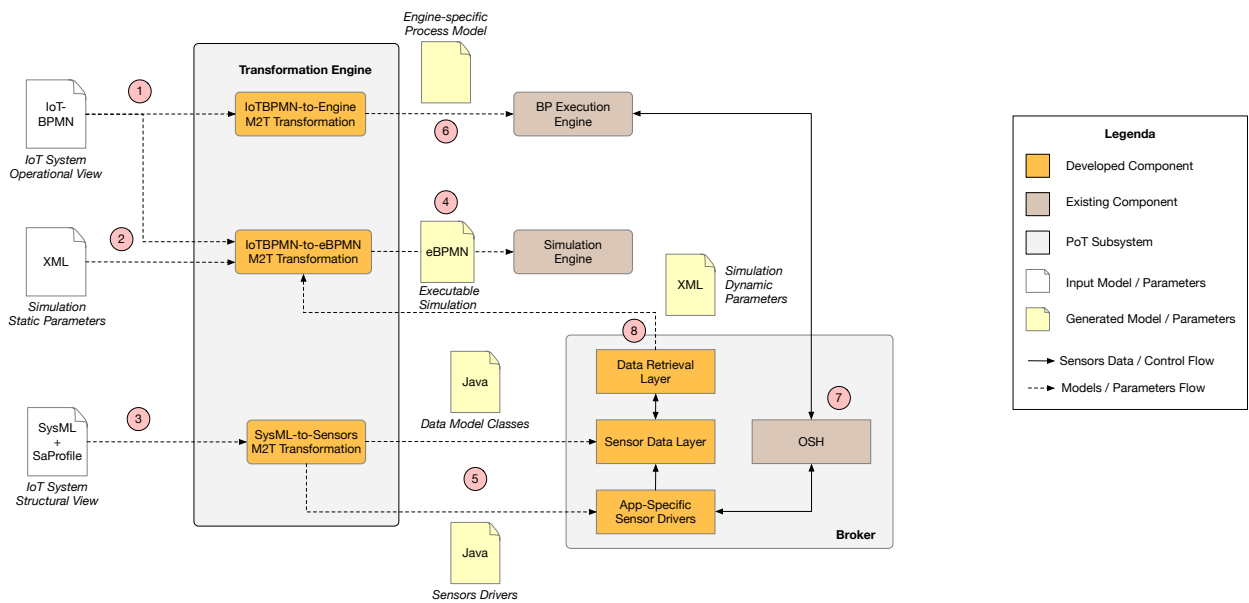 Engine-specific
Process Model
Transformation Engine
1
IoT-
BPMN
IoT System
Operational View
IoTBPMN-to-Engine
M2T Transformation
6
BP Execution
Engine
2
XML
Simulation
Static Parameters
IoTBPMN-to-eBPMN
M2T Transformation
4
eBPMN
Executable
Simulation
Simulation
Engine
XML
Simulation
Dynamic
Parameters
8
Data Retrieval
Layer
Java
Data Model Classes
3
SysML
+
SaProfile
IoT System
Structural View
SysML-to-Sensors
M2T Transformation
Sensor Data Layer
7
OSH
5
App-Specific
Sensor Drivers
Broker
Java
Sensors Drivers
Legenda
Developed Component
Existing Component
PoT Subsystem
Input Model / Parameters
Generated Model / Parameters
Sensors Data / Control Flow
Models / Parameters Flow